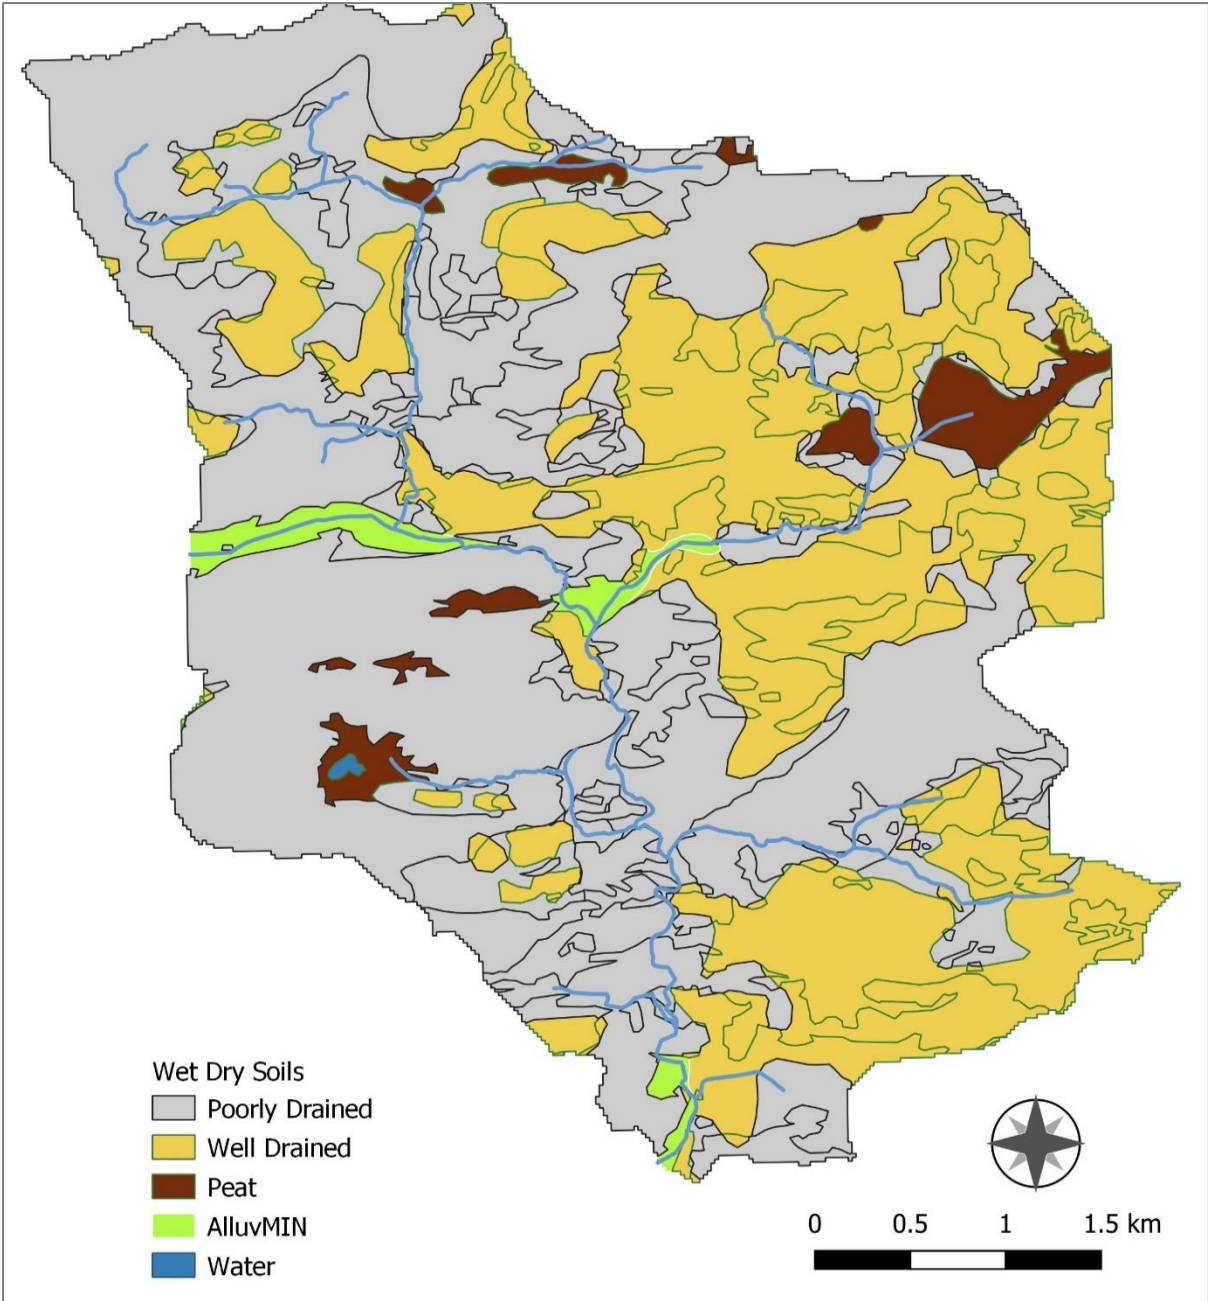 Wet Dry Soils
Poorly Drained
Well Drained
Peat
AlluvMIN
Water
0 0.5 1 1.5 km